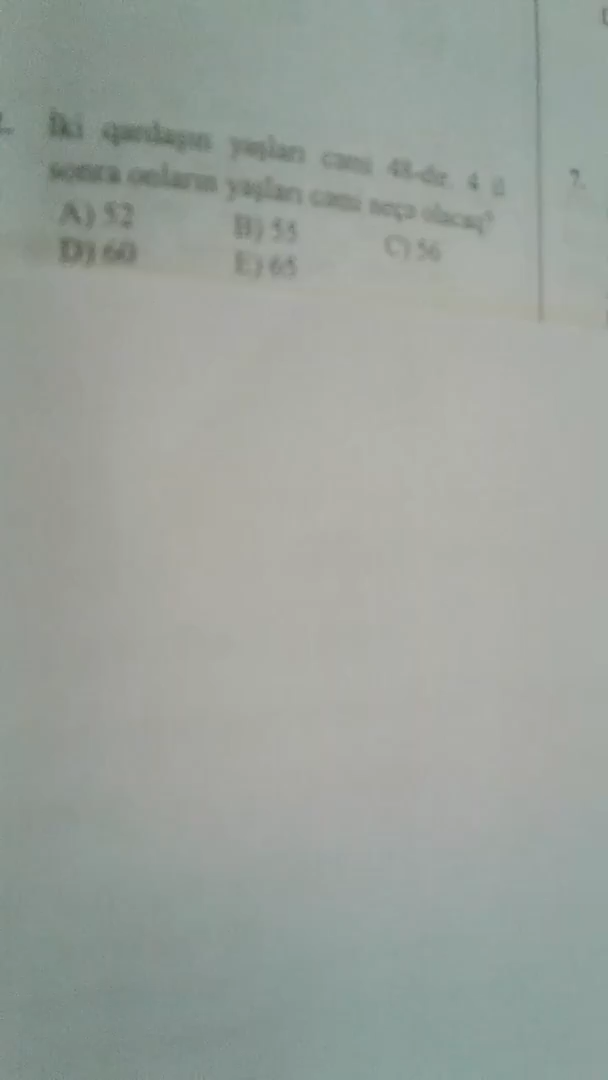 İki qardaşın yaşları cəmi 48-dir. 4 il
sonra onların yaşları cəmi neçə olacaq?
A) 52 B) 55 C) 56
D) 60 E) 65
7.